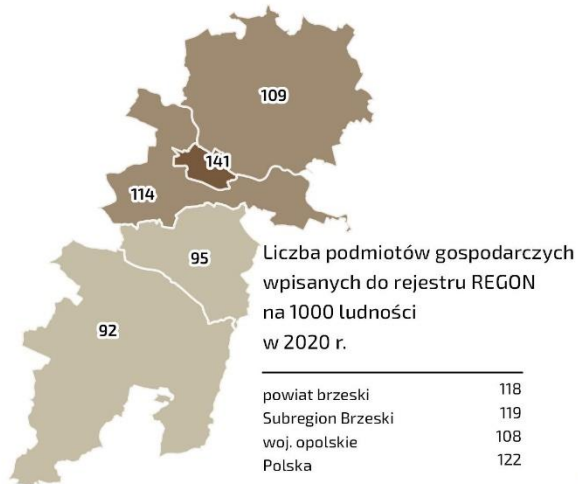 109
141
114
95
92
Liczba podmiotów gospodarczych
wpisanych do rejestru REGON
na 1000 ludności
w 2020 r.
powiat brzeski 118
Subregion Brzeski 119
woj. opolskie 108
Polska 122